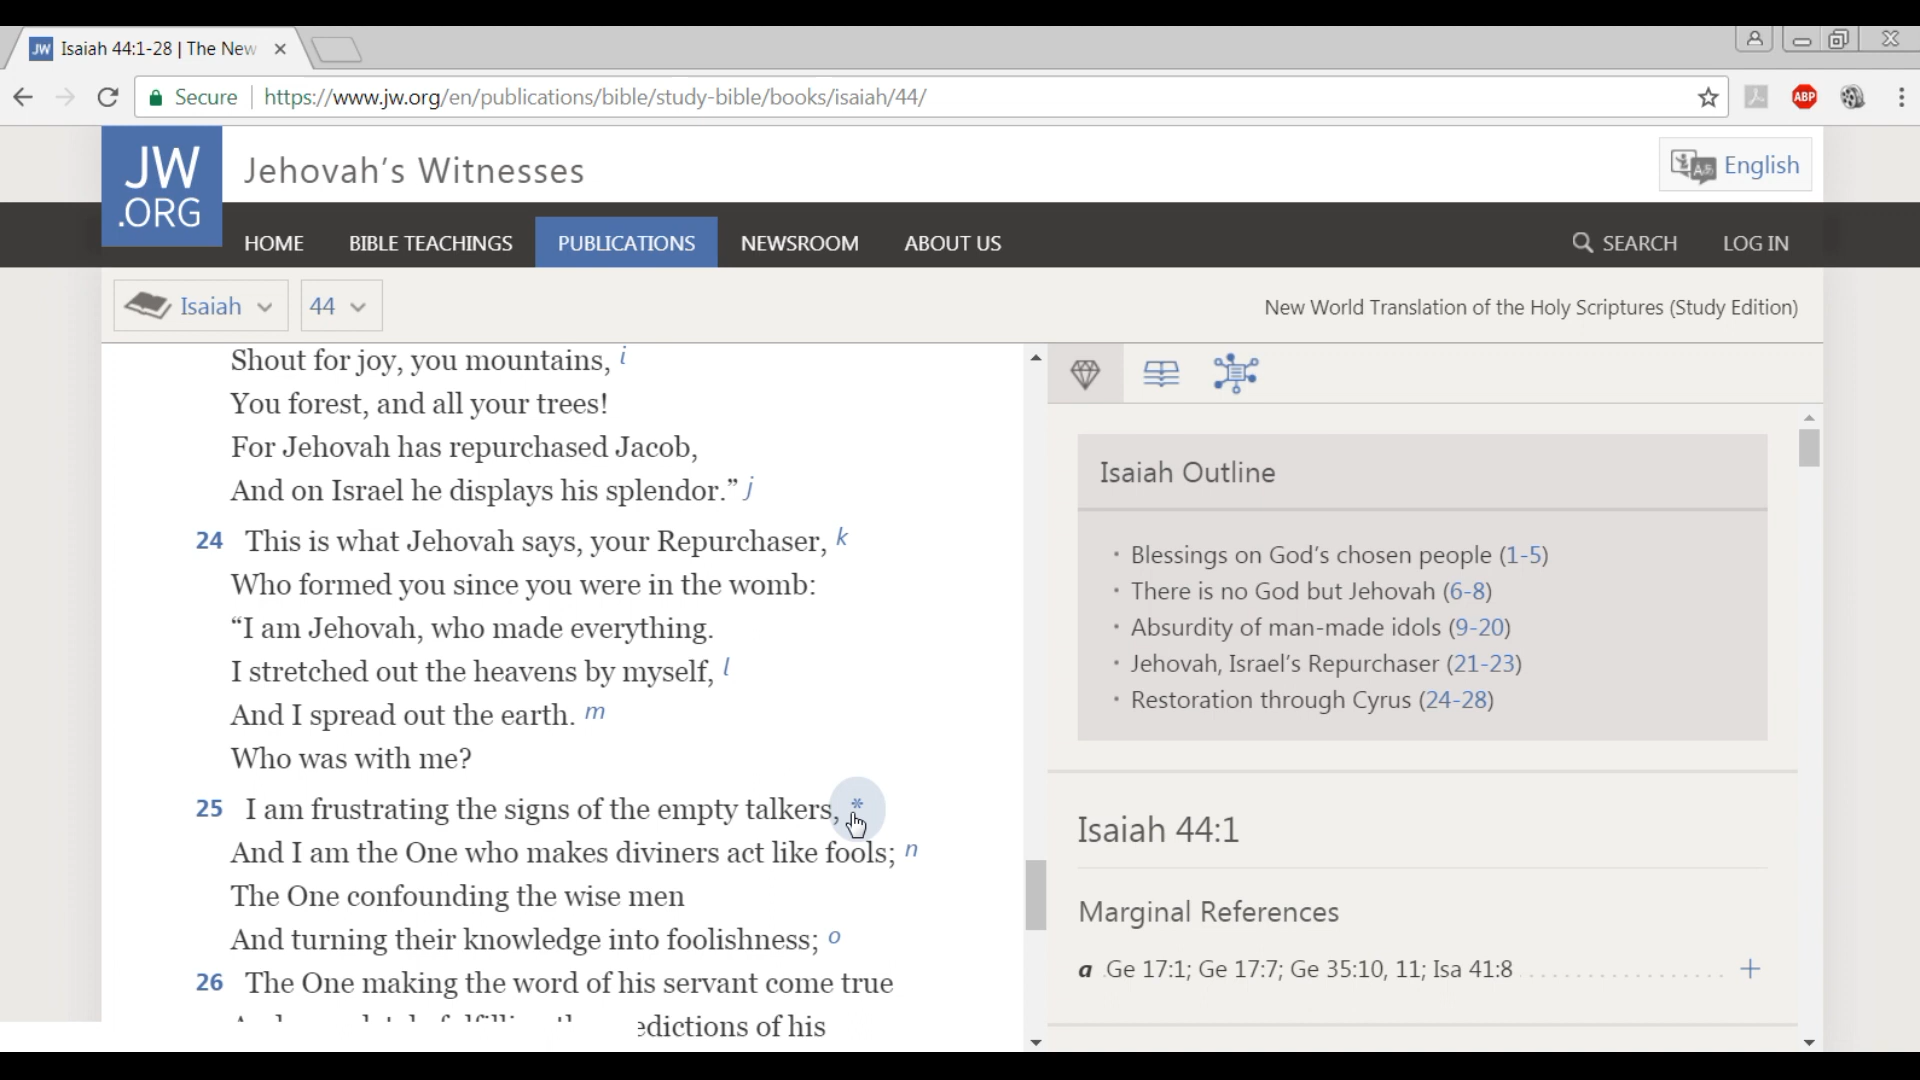 JW Isaiah 44:1-28 | The New
Secure https://www.jw.org/en/publications/bible/study-bible/books/isaiah/44/
ABP
JW
.ORG
Jehovah's Witnesses
English
HOME BIBLE TEACHINGS PUBLICATIONS NEWSROOM ABOUT US SEARCH LOG IN
Isaiah 44
New World Translation of the Holy Scriptures (Study Edition)
Shout for joy, you mountains, i
You forest, and all your trees!
For Jehovah has repurchased Jacob,
And on Israel he displays his splendor.” j
24 This is what Jehovah says, your Repurchaser, k
Who formed you since you were in the womb:
“I am Jehovah, who made everything.
I stretched out the heavens by myself, l
And I spread out the earth. m
Who was with me?
25 I am frustrating the signs of the empty talkers, *
And I am the One who makes diviners act like fools; n
The One confounding the wise men
And turning their knowledge into foolishness; o
26 The One making the word of his servant come true
edictions of his
Isaiah Outline
· Blessings on God's chosen people (1-5)
· There is no God but Jehovah (6-8)
· Absurdity of man-made idols (9-20)
· Jehovah, Israel's Repurchaser (21-23)
· Restoration through Cyrus (24-28)
Isaiah 44:1
Marginal References
a Ge 17:1; Ge 17:7; Ge 35:10, 11; Isa 41:8 +